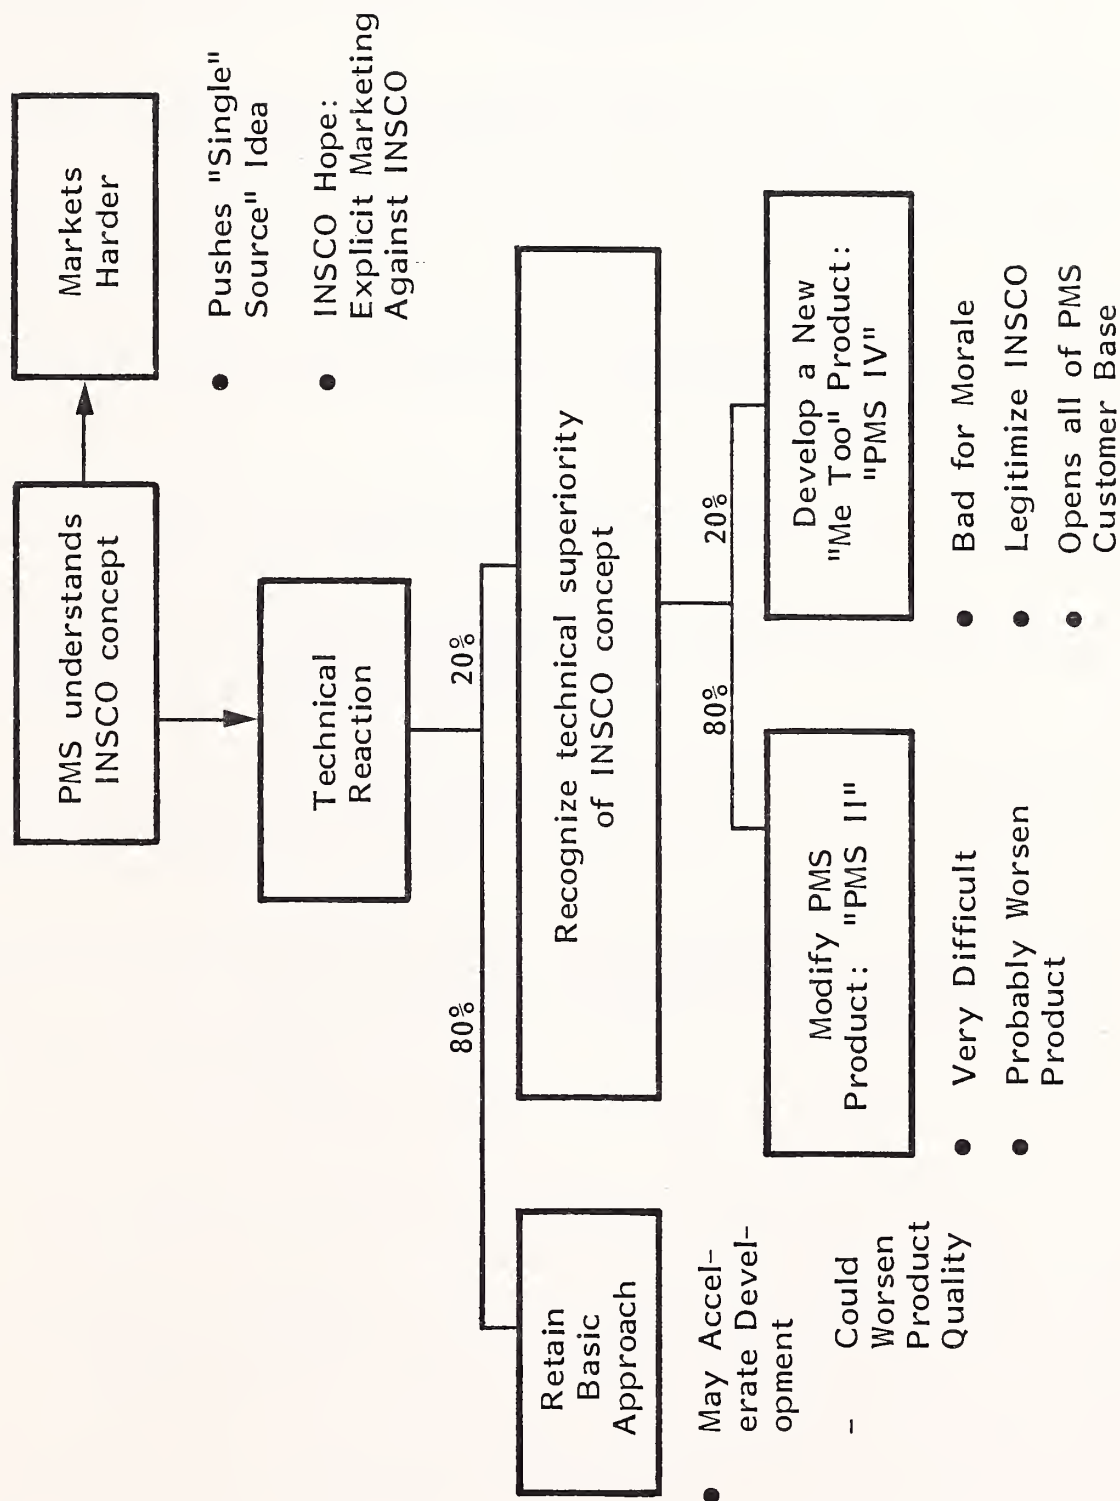 PMS understands
INSCO concept
Markets
Harder
● Pushes "Single"
Source" Idea
● INSCO Hope:
Explicit Marketing
Against INSCO
Technical
Reaction
80%
20%
Retain
Basic
Approach
● May Accel-
erate Devel-
opment
– Could
Worsen
Product
Quality
Recognize technical superiority
of INSCO concept
80%
20%
Modify PMS
Product: "PMS II"
● Very Difficult
● Probably Worsen
Product
Develop a New
"Me Too" Product:
"PMS IV"
● Bad for Morale
● Legitimize INSCO
● Opens all of PMS
Customer Base